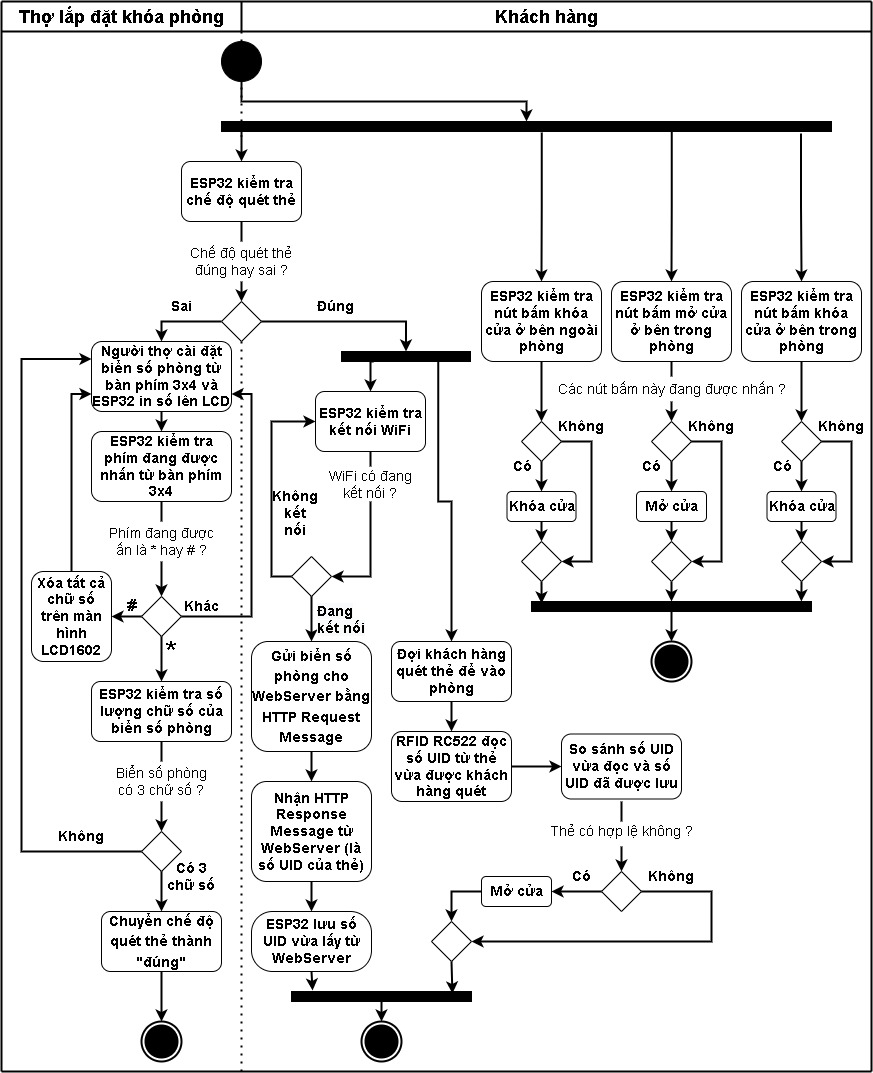 Thợ lắp đặt khóa phòng
Khách hàng
ESP32 kiểm tra
chế độ quét thẻ
Chế độ quét thẻ
đúng hay sai ?
Sai
Đúng
Người thợ cài đặt
biển số phòng từ
bàn phím 3x4 và
ESP32 in số lên LCD
ESP32 kiểm tra
phím đang được
nhấn từ bàn phím
3x4
Phím đang được
ấn là * hay # ?
Xóa tất cả
chữ số
trên màn
hình
LCD1602
#
Khác
*
ESP32 kiểm tra số
lượng chữ số của
biển số phòng
Biển số phòng
có 3 chữ số ?
Không
Có 3
chữ số
Chuyển chế độ
quét thẻ thành
"đúng"
ESP32 kiểm tra
kết nối WiFi
WiFi có đang
kết nối ?
Không
kết
nối
Đang
kết nối
Gửi biển số
phòng cho
WebServer bằng
HTTP Request
Message
Nhận HTTP
Response
Message từ
WebServer (là
số UID của thẻ)
ESP32 lưu số
UID vừa lấy từ
WebServer
Đợi khách hàng
quét thẻ để vào
phòng
RFID RC522 đọc
số UID từ thẻ
vừa được khách
hàng quét
So sánh số UID
vừa đọc và số
UID đã được lưu
Thẻ có hợp lệ không ?
Có
Không
Mở cửa
ESP32 kiểm tra
nút bấm khóa
cửa ở bên ngoài
phòng
ESP32 kiểm tra
nút bấm mở cửa
ở bên trong
phòng
ESP32 kiểm tra
nút bấm khóa
cửa ở bên trong
phòng
Các nút bấm này đang được nhấn ?
Không
Không
Không
Có
Có
Có
Khóa cửa
Mở cửa
Khóa cửa